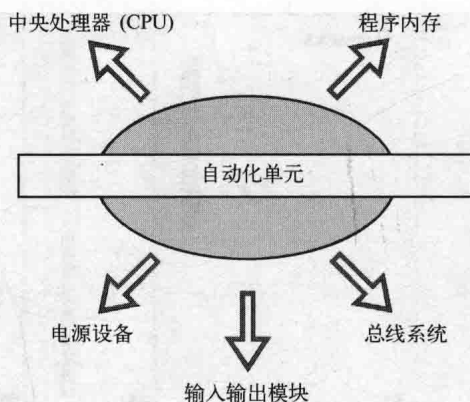 中央处理器 (CPU)
程序内存
自动化单元
电源设备
总线系统
输入输出模块